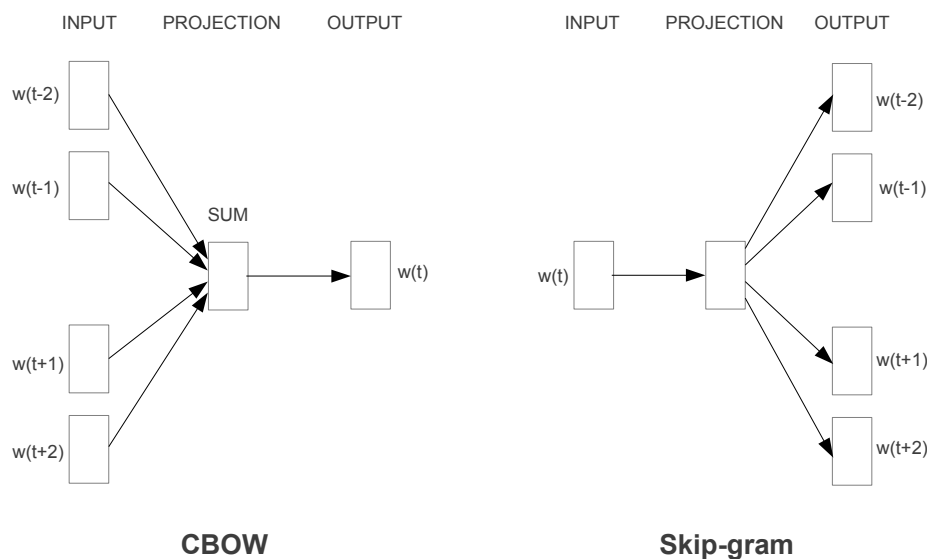 INPUT PROJECTION OUTPUT
w(t-2)
w(t-1)
SUM
w(t)
w(t+1)
w(t+2)
CBOW
INPUT PROJECTION OUTPUT
w(t-2)
w(t-1)
w(t)
w(t+1)
w(t+2)
Skip-gram